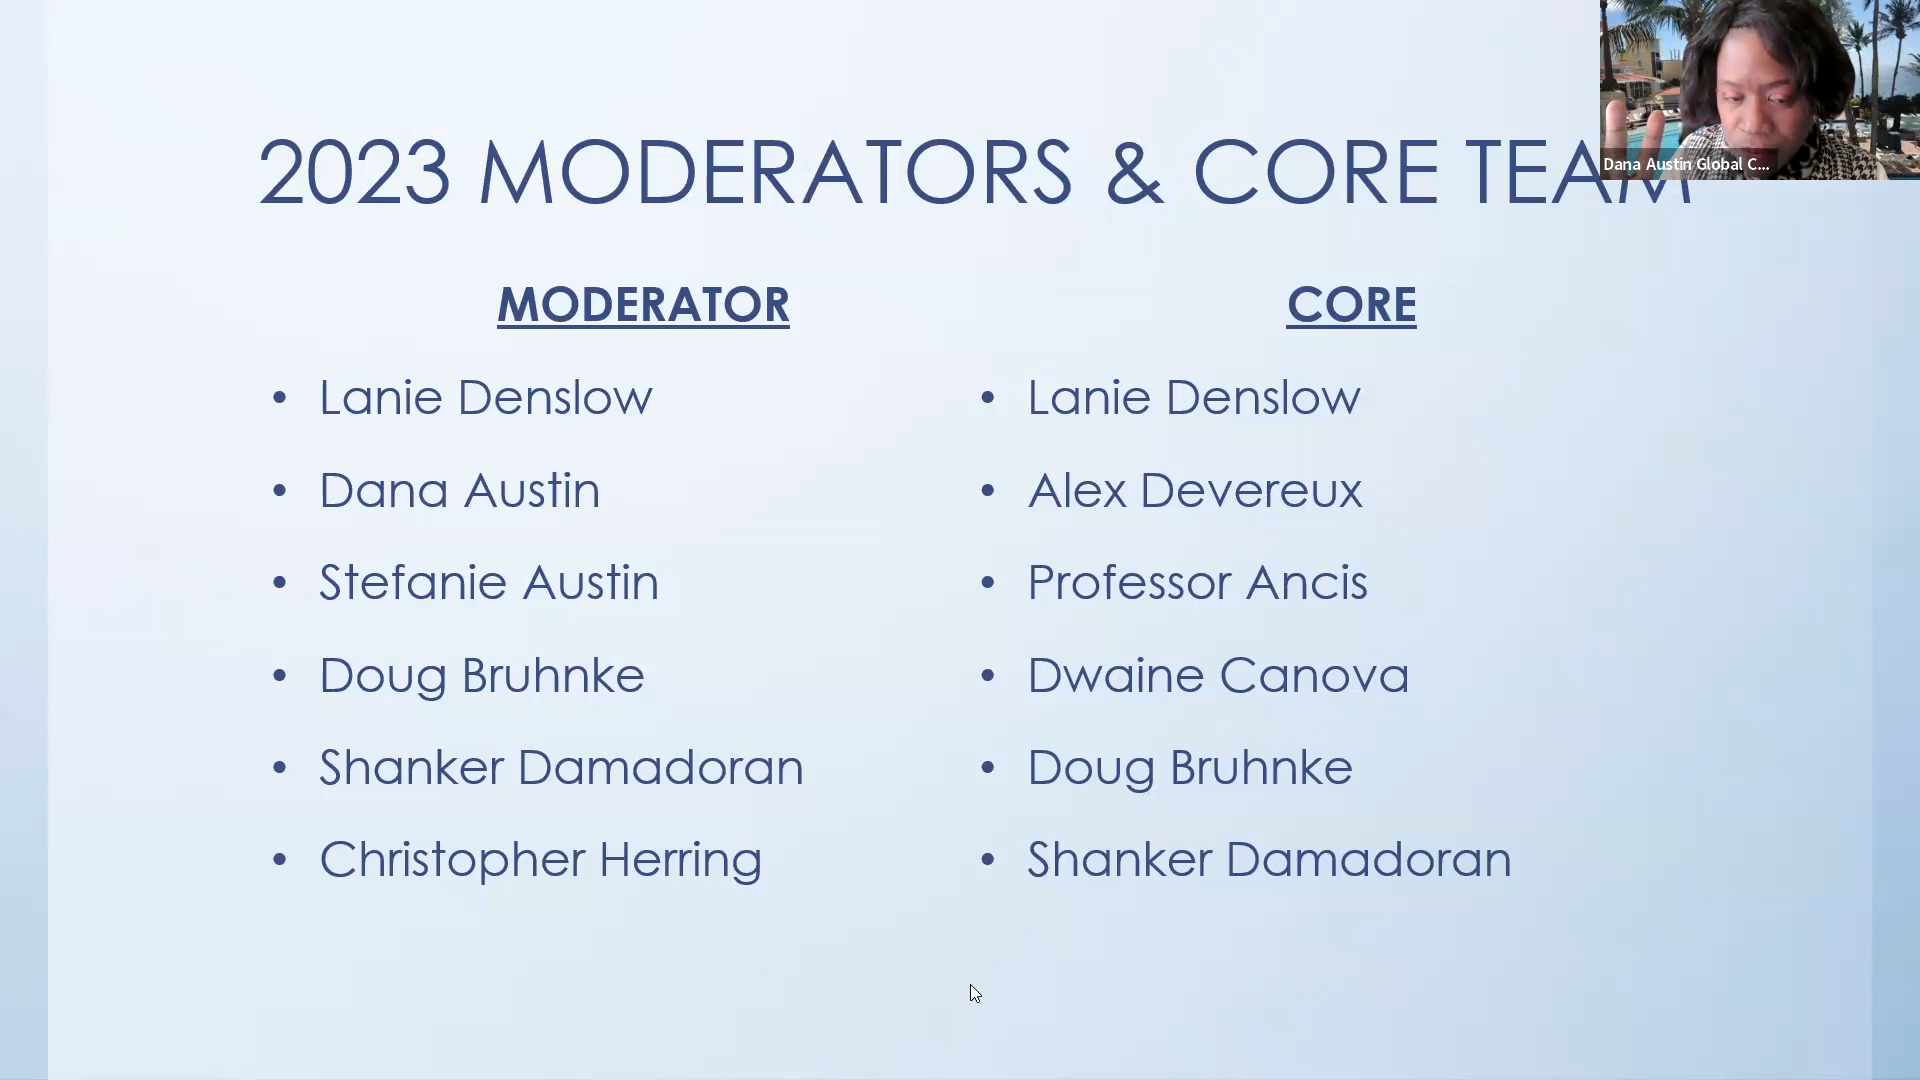 2023 MODERATORS & CORE TEAM
Dana Austin Global C...
MODERATOR
• Lanie Denslow
• Dana Austin
• Stefanie Austin
• Doug Bruhnke
• Shanker Damadoran
• Christopher Herring
CORE
• Lanie Denslow
• Alex Devereux
• Professor Ancis
• Dwaine Canova
• Doug Bruhnke
• Shanker Damadoran